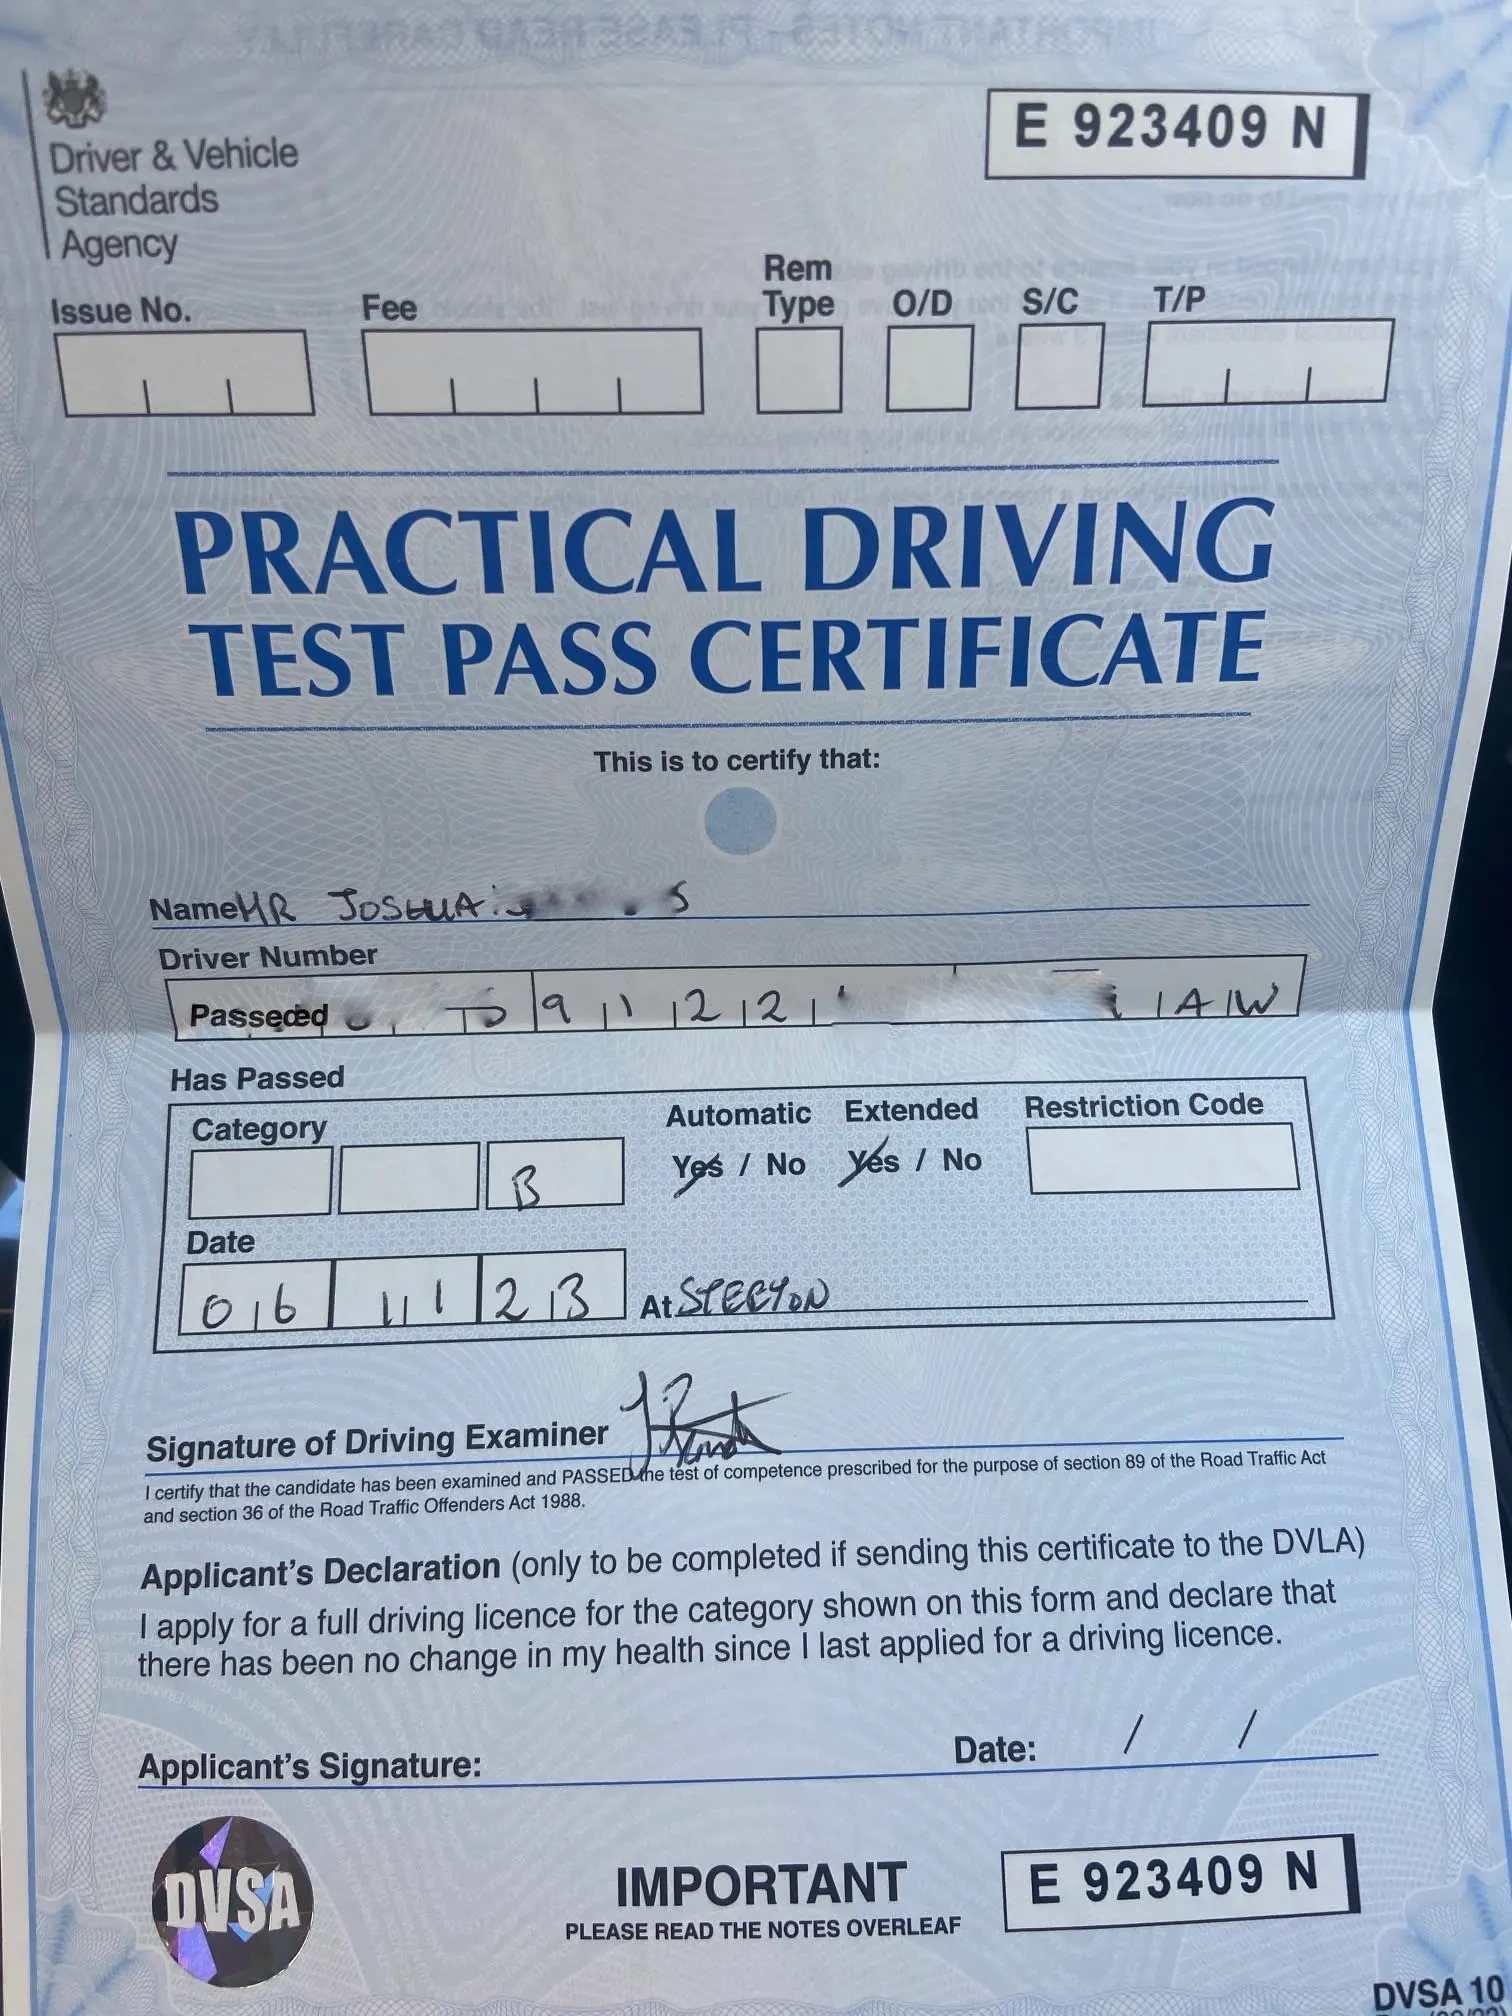 Driver & Vehicle
Standards
Agency
E 923409 N
Issue No. Fee Rem Type O/D S/C T/P
PRACTICAL DRIVING
TEST PASS CERTIFICATE
This is to certify that:
Name MR JOSHUA
Driver Number
Passeced 9 1 1 2 2 1 A W
Has Passed
Category Automatic Extended Restriction Code
B Yes / No Yes / No
Date
06 11 23 At STEETON
Signature of Driving Examiner
I certify that the candidate has been examined and PASSED the test of competence prescribed for the purpose of section 89 of the Road Traffic Act
and section 36 of the Road Traffic Offenders Act 1988.
Applicant's Declaration (only to be completed if sending this certificate to the DVLA)
I apply for a full driving licence for the category shown on this form and declare that
there has been no change in my health since I last applied for a driving licence.
Applicant's Signature: Date: / /
DVSA
IMPORTANT
PLEASE READ THE NOTES OVERLEAF
E 923409 N
DVSA 10